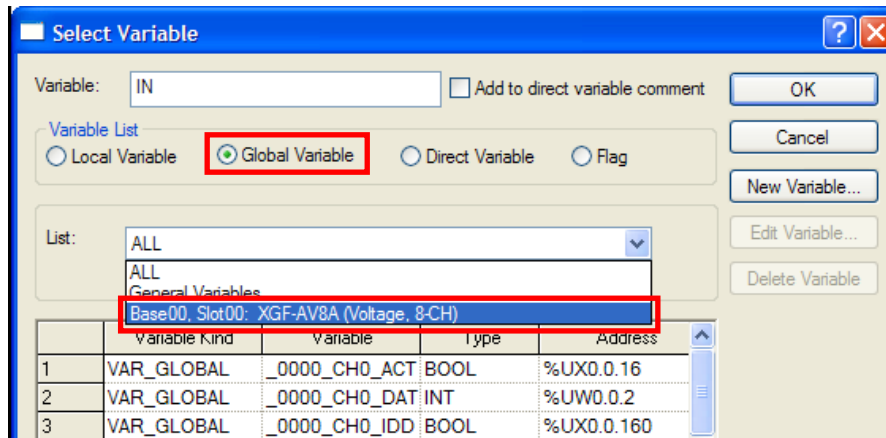 Select Variable
Variable: IN Add to direct variable comment OK
Variable List Cancel
Local Variable Global Variable Direct Variable Flag
New Variable...
List: ALL Edit Variable...
ALL
General Variables Delete Variable
Base00, Slot00: XGF-AV8A (Voltage, 8-CH)
Variable Kind Variable Type Address
1 VAR_GLOBAL _0000_CH0_ACT BOOL %UX0.0.16
2 VAR_GLOBAL _0000_CH0_DAT INT %UW0.0.2
3 VAR_GLOBAL _0000_CH0_IDD BOOL %UX0.0.160